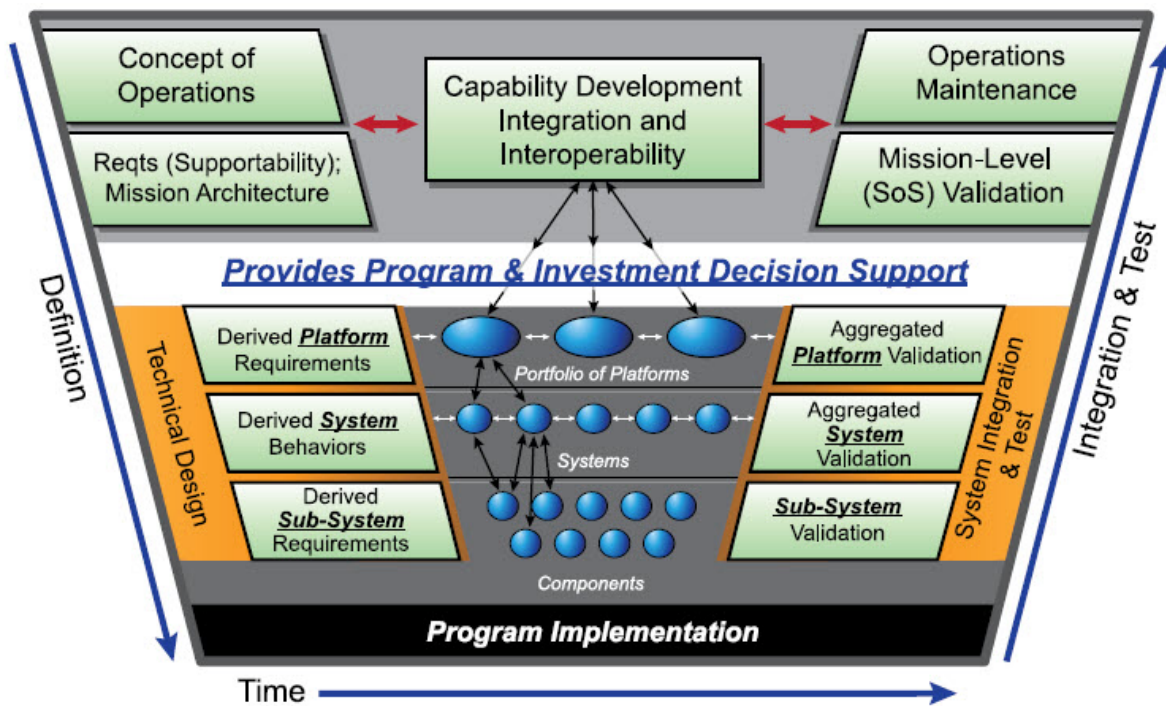 Concept of
Operations
Reqts (Supportability);
Mission Architecture
Capability Development
Integration and
Interoperability
Operations
Maintenance
Mission-Level
(SoS) Validation
Provides Program & Investment Decision Support
Definition
Integration & Test
Technical Design
System Integration
& Test
Derived Platform
Requirements
Portfolio of Platforms
Aggregated
Platform Validation
Derived System
Behaviors
Systems
Aggregated
System
Validation
Derived
Sub-System
Requirements
Components
Sub-System
Validation
Program Implementation
Time